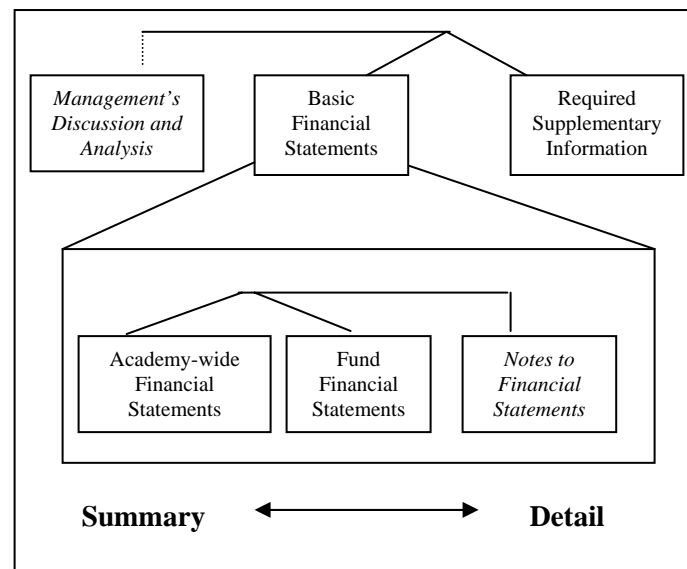 Management's
Discussion and
Analysis
Basic
Financial
Statements
Required
Supplementary
Information
Academy-wide
Financial
Statements
Fund
Financial
Statements
Notes to
Financial
Statements
Summary
Detail